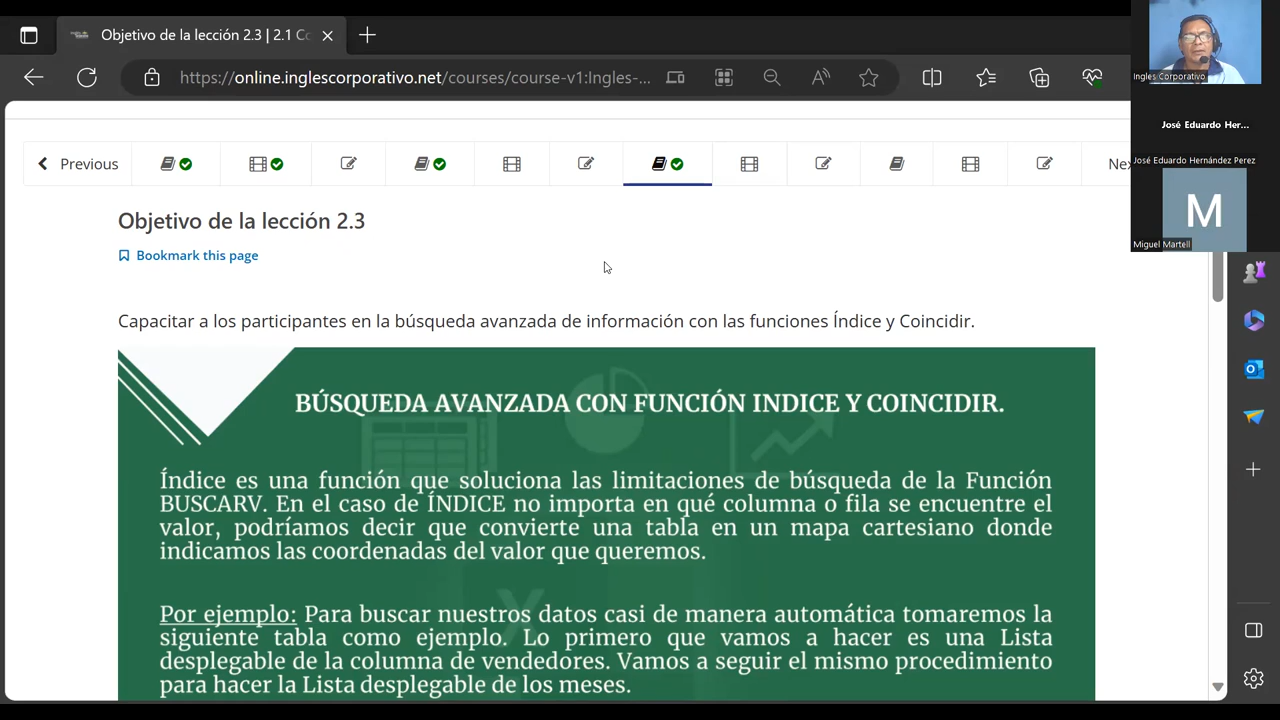 Objetivo de la lección 2.3 | 2.1 Co
https://online.inglescorporativo.net/courses/course-v1:Ingles-...
Ingles Corporativo
José Eduardo Her...
José Eduardo Hernández Perez
M
Miguel Martell
Previous
Nex
Objetivo de la lección 2.3
Bookmark this page
Capacitar a los participantes en la búsqueda avanzada de información con las funciones Índice y Coincidir.
BÚSQUEDA AVANZADA CON FUNCIÓN INDICE Y COINCIDIR.
Índice es una función que soluciona las limitaciones de búsqueda de la Función
BUSCARV. En el caso de ÍNDICE no importa en qué columna o fila se encuentre el
valor, podríamos decir que convierte una tabla en un mapa cartesiano donde
indicamos las coordenadas del valor que queremos.
Por ejemplo: Para buscar nuestros datos casi de manera automática tomaremos la
siguiente tabla como ejemplo. Lo primero que vamos a hacer es una Lista
desplegable de la columna de vendedores. Vamos a seguir el mismo procedimiento
para hacer la Lista desplegable de los meses.